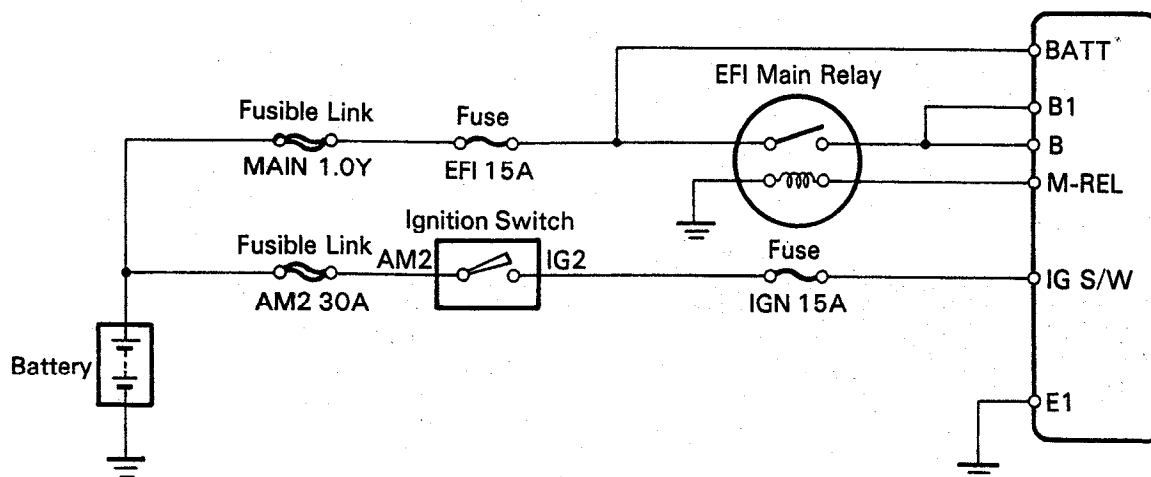 BATT
EFI Main Relay
B1
Fusible Link
Fuse
B
MAIN 1.0Y
EFI 15A
M-REL
Ignition Switch
Fusible Link
AM2
IG2
Fuse
IG S/W
AM2 30A
IGN 15A
Battery
E1